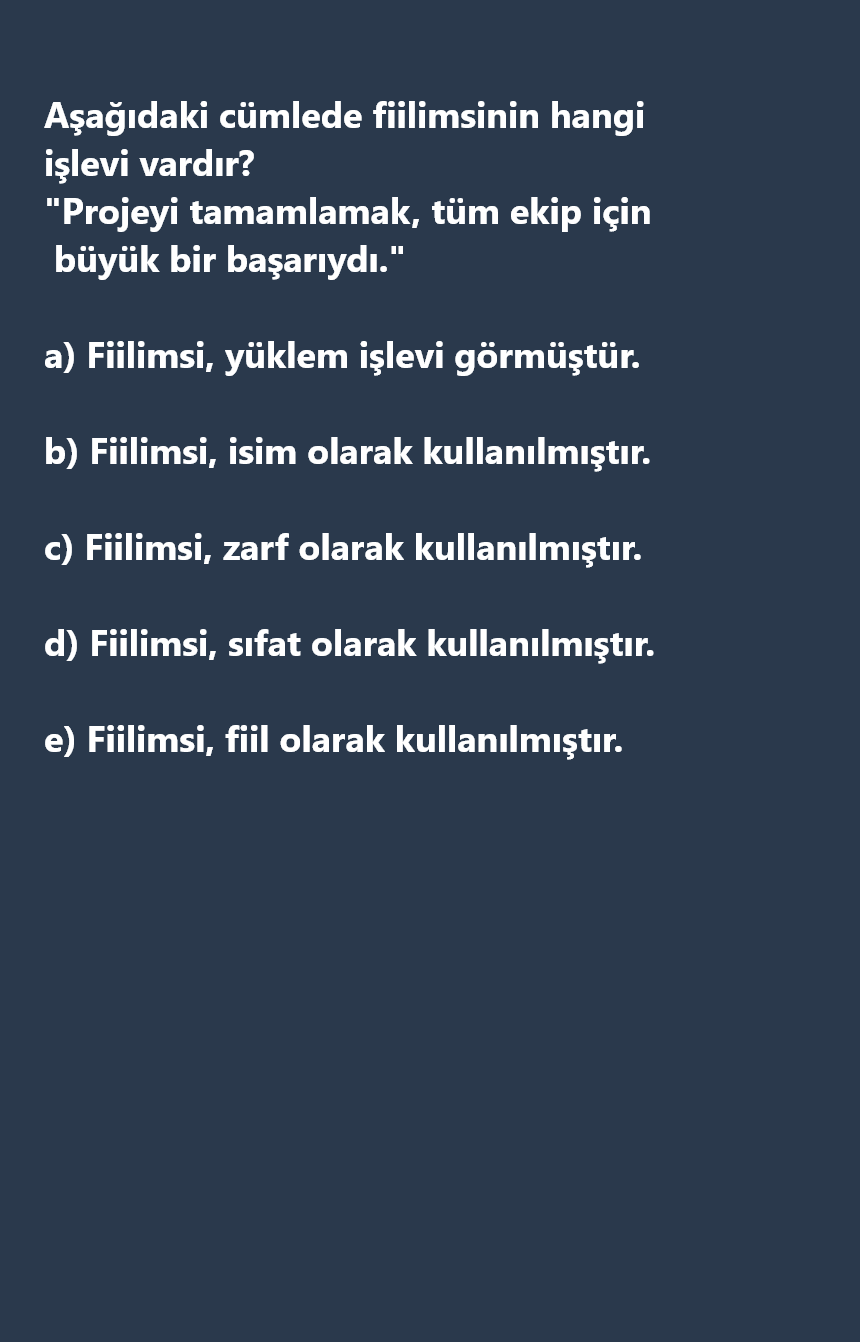 Aşağıdaki cümlede fiilimsinin hangi
işlevi vardır?
"Projeyi tamamlamak, tüm ekip için
büyük bir başarıydı."
a) Fiilimsi, yüklem işlevi görmüştür.
b) Fiilimsi, isim olarak kullanılmıştır.
c) Fiilimsi, zarf olarak kullanılmıştır.
d) Fiilimsi, sıfat olarak kullanılmıştır.
e) Fiilimsi, fiil olarak kullanılmıştır.